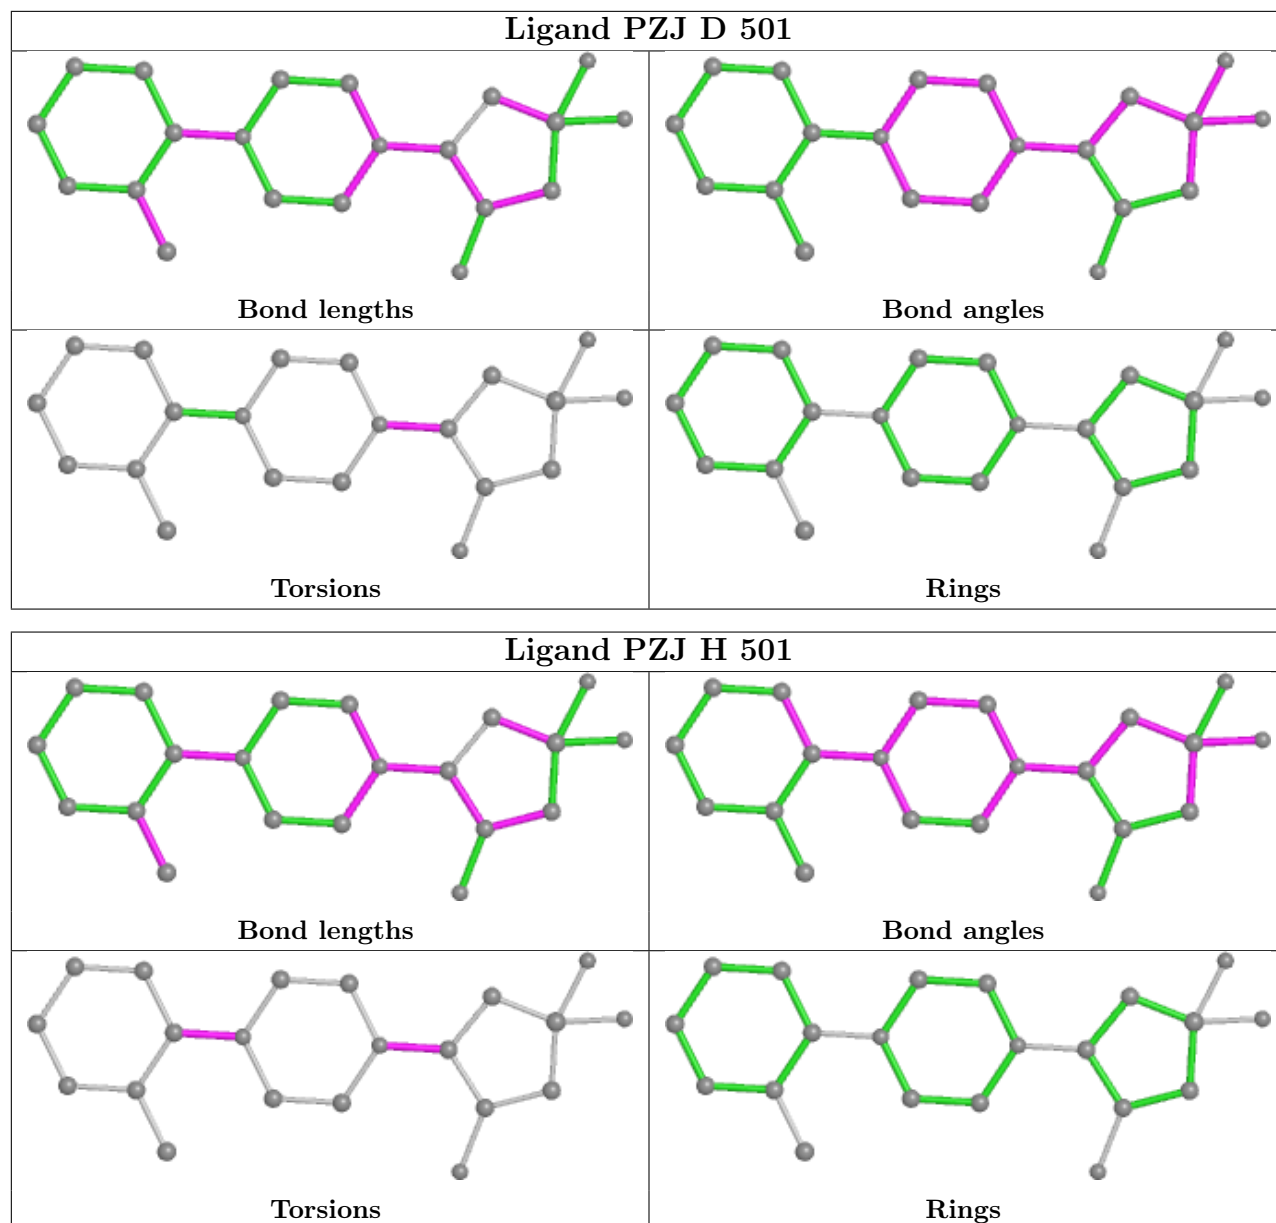 Ligand PZJ D 501
Bond lengths
Bond angles
Torsions
Rings
Ligand PZJ H 501
Bond lengths
Bond angles
Torsions
Rings